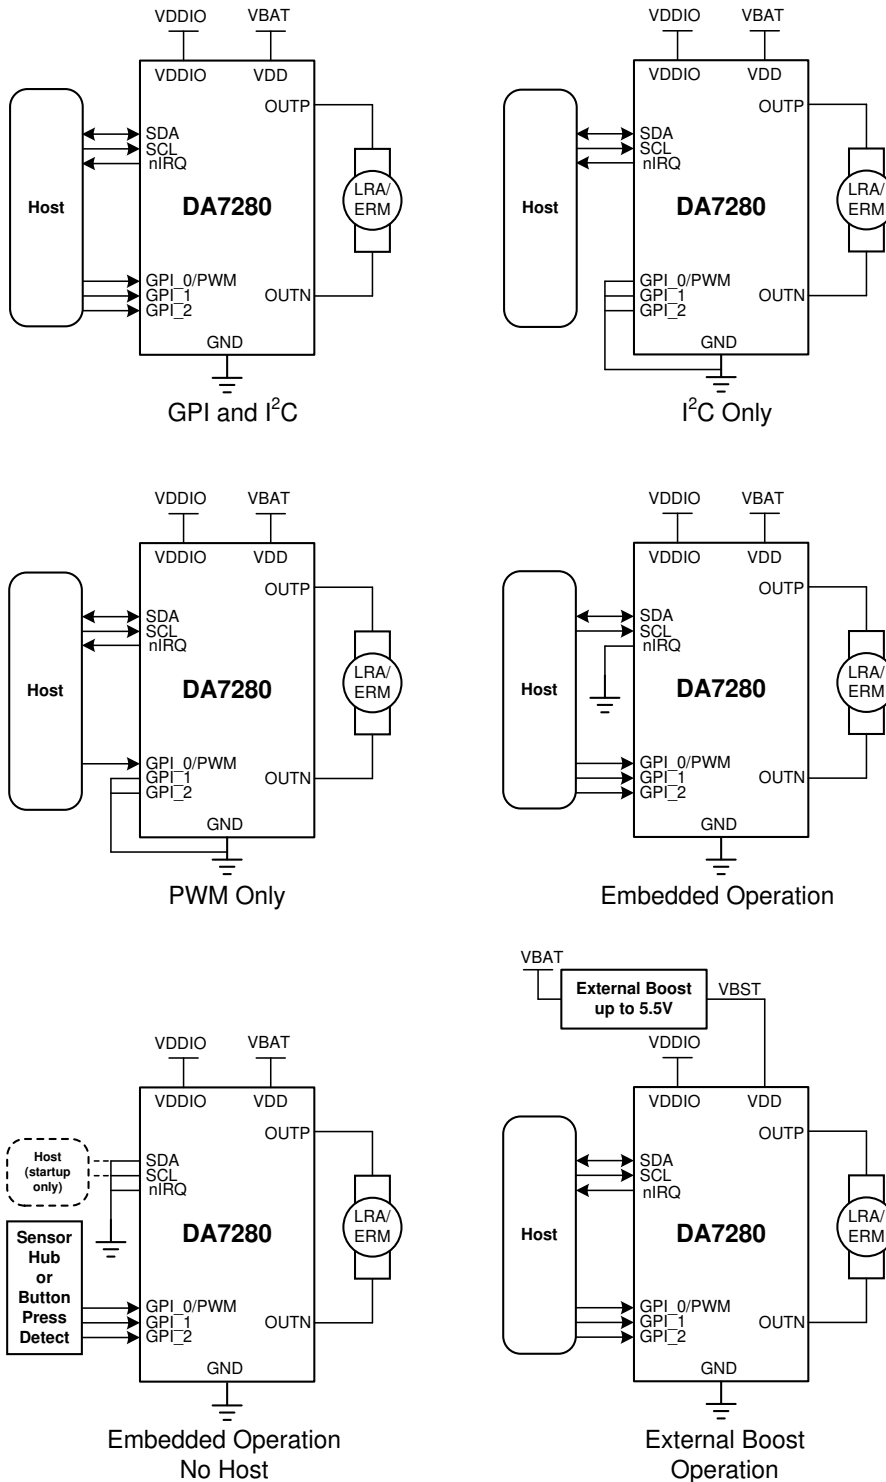 VDDIO VBAT
VDDIO VDD
OUTP
SDA
SCL
nIRQ
Host
DA7280
LRA/
ERM
GPI_0/PWM
GPI_1
GPI_2
OUTN
GND
GPI and I²C
VDDIO VBAT
VDDIO VDD
OUTP
SDA
SCL
nIRQ
Host
DA7280
LRA/
ERM
GPI_0/PWM
GPI_1
GPI_2
OUTN
GND
I²C Only
VDDIO VBAT
VDDIO VDD
OUTP
SDA
SCL
nIRQ
Host
DA7280
LRA/
ERM
GPI_0/PWM
GPI_1
GPI_2
OUTN
GND
PWM Only
VDDIO VBAT
VDDIO VDD
OUTP
SDA
SCL
nIRQ
Host
DA7280
LRA/
ERM
GPI_0/PWM
GPI_1
GPI_2
OUTN
GND
Embedded Operation
VDDIO VBAT
VDDIO VDD
OUTP
Host
(startup
only)
SDA
SCL
nIRQ
Sensor
Hub
or
Button
Press
Detect
DA7280
LRA/
ERM
GPI_0/PWM
GPI_1
GPI_2
OUTN
GND
Embedded Operation
No Host
VBAT
External Boost
up to 5.5V
VBST
VDDIO
VDDIO VDD
OUTP
SDA
SCL
nIRQ
Host
DA7280
LRA/
ERM
GPI_0/PWM
GPI_1
GPI_2
OUTN
GND
External Boost
Operation